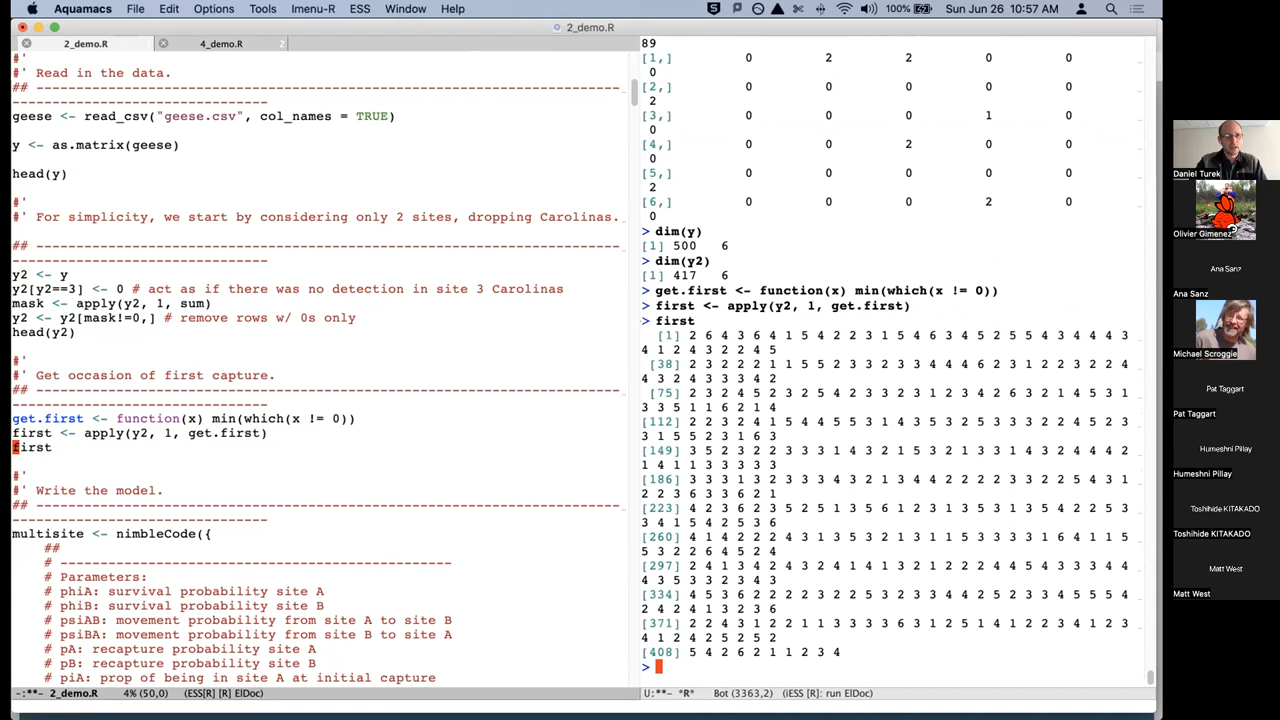 Aquamacs File Edit Options Tools Imenu-R ESS Window Help 100% Sun Jun 26 10:57 AM
2_demo.R
2_demo.R 4_demo.R 2
#'
#' Read in the data.
## --------------------------------------------------------------------------
--------------------------------
geese <- read_csv("geese.csv", col_names = TRUE)
y <- as.matrix(geese)
head(y)
#'
#' For simplicity, we start by considering only 2 sites, dropping Carolinas.
## --------------------------------------------------------------------------
--------------------------------
y2 <- y
y2[y2==3] <- 0 # act as if there was no detection in site 3 Carolinas
mask <- apply(y2, 1, sum)
y2 <- y2[mask!=0,] # remove rows w/ 0s only
head(y2)
#'
#' Get occasion of first capture.
## --------------------------------------------------------------------------
--------------------------------
get.first <- function(x) min(which(x != 0))
first <- apply(y2, 1, get.first)
first
#'
#' Write the model.
## --------------------------------------------------------------------------
--------------------------------
multisite <- nimbleCode({
##
# -------------------------------------------------
# Parameters:
# phiA: survival probability site A
# phiB: survival probability site B
# psiAB: movement probability from site A to site B
# psiBA: movement probability from site B to site A
# pA: recapture probability site A
# pB: recapture probability site B
# piA: prop of being in site A at initial capture
-:**- 2_demo.R 4% (50,0) (ESS[R] [R] ElDoc)
89
[1,] 0 2 2 0 0
0
[2,] 0 0 0 0 0
2
[3,] 0 0 0 1 0
0
[4,] 0 0 2 0 0
0
[5,] 0 0 0 0 0
2
[6,] 0 0 0 2 0
0
> dim(y)
[1] 500 6
> dim(y2)
[1] 417 6
> get.first <- function(x) min(which(x != 0))
> first <- apply(y2, 1, get.first)
> first
[1] 2 6 4 3 6 4 1 5 4 2 2 3 1 5 4 6 3 4 5 2 5 5 4 3 4 4 4 3
4 1 2 4 3 2 2 4 5
[38] 2 3 2 2 2 1 1 5 5 2 3 3 2 3 3 4 4 4 6 2 3 1 2 2 3 2 2 4
4 3 2 4 3 3 3 4 2
[75] 2 3 2 4 5 2 3 2 5 4 2 3 3 2 3 1 2 3 4 2 6 3 2 1 4 5 3 1
3 3 5 1 1 6 2 1 4
[112] 2 2 3 2 4 1 5 4 4 5 5 3 1 4 3 5 2 3 1 3 4 5 2 2 4 1 3 5
3 1 5 5 2 3 1 6 3
[149] 3 5 2 3 2 2 3 3 3 1 4 3 2 1 5 3 2 1 3 3 1 4 3 2 4 4 4 2
1 4 1 1 3 3 3 3 3
[186] 3 3 3 1 3 2 3 3 3 4 3 2 1 3 4 4 2 2 2 2 3 3 2 2 5 4 3 1
2 2 3 6 3 3 6 2 1
[223] 4 2 3 6 2 3 5 2 5 1 3 5 6 1 2 3 1 3 5 3 1 3 5 4 2 2 5 3
3 4 1 5 4 2 5 3 6
[260] 4 1 4 2 2 2 4 3 1 3 5 3 2 1 1 5 2 5 3 3 3 3 1 6 4 1 1 5
5 3 2 2 6 4 5 2 4
[297] 2 4 1 3 4 2 4 3 2 4 1 4 1 3 2 1 2 2 2 4 4 5 4 3 3 3 4 4
4 3 5 3 3 2 3 4 3
[334] 4 5 3 6 2 2 2 2 3 2 2 5 3 2 3 3 4 4 2 5 4 2 3 4 5 5 5 4
2 4 2 4 1 3 2 3 6
[371] 2 2 4 3 1 2 2 1 1 3 3 3 3 6 3 1 2 5 1 4 1 2 2 3 4 1 2 3
4 1 2 4 2 5 2 5 2
[408] 5 4 2 6 2 1 1 2 3 4
>
U:**- *R* Bot (3363,2) (iESS [R]: run ElDoc)
Daniel Turek
Olivier Gimenez
Ana Sanz
Ana Sanz
Michael Scroggie
Pat Taggart
Pat Taggart
Humeshni Pillay
Humeshni Pillay
Toshihide KITAKADO
Toshihide KITAKADO
Matt West
Matt West